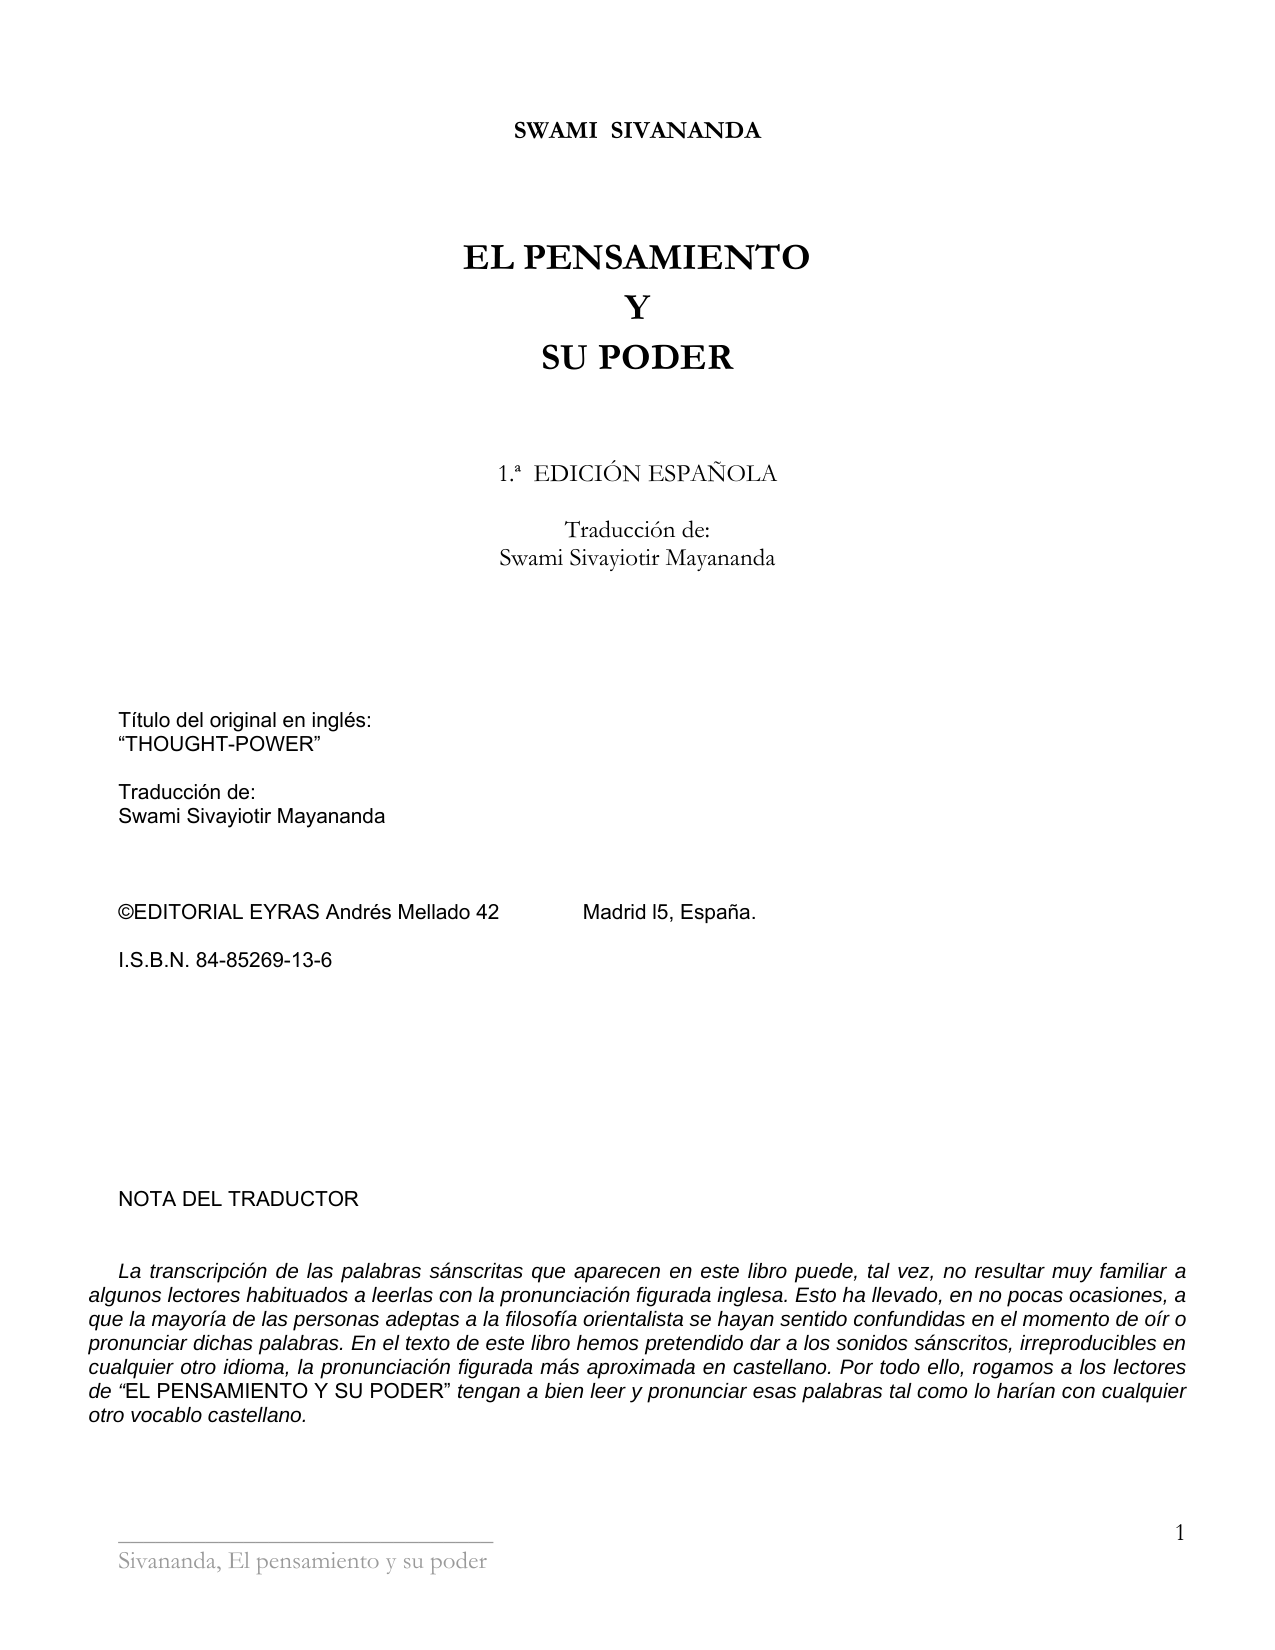 SWAMI SIVANANDA
EL PENSAMIENTO
Y
SU PODER
1.ª EDICIÓN ESPAÑOLA
Traducción de:
Swami Sivayiotir Mayananda
Título del original en inglés:
“THOUGHT-POWER”
Traducción de:
Swami Sivayiotir Mayananda
©EDITORIAL EYRAS Andrés Mellado 42 Madrid l5, España.
I.S.B.N. 84-85269-13-6
NOTA DEL TRADUCTOR
La transcripción de las palabras sánscritas que aparecen en este libro puede, tal vez, no resultar muy familiar a
algunos lectores habituados a leerlas con la pronunciación figurada inglesa. Esto ha llevado, en no pocas ocasiones, a
que la mayoría de las personas adeptas a la filosofía orientalista se hayan sentido confundidas en el momento de oír o
pronunciar dichas palabras. En el texto de este libro hemos pretendido dar a los sonidos sánscritos, irreproducibles en
cualquier otro idioma, la pronunciación figurada más aproximada en castellano. Por todo ello, rogamos a los lectores
de “EL PENSAMIENTO Y SU PODER” tengan a bien leer y pronunciar esas palabras tal como lo harían con cualquier
otro vocablo castellano.
1
Sivananda, El pensamiento y su poder